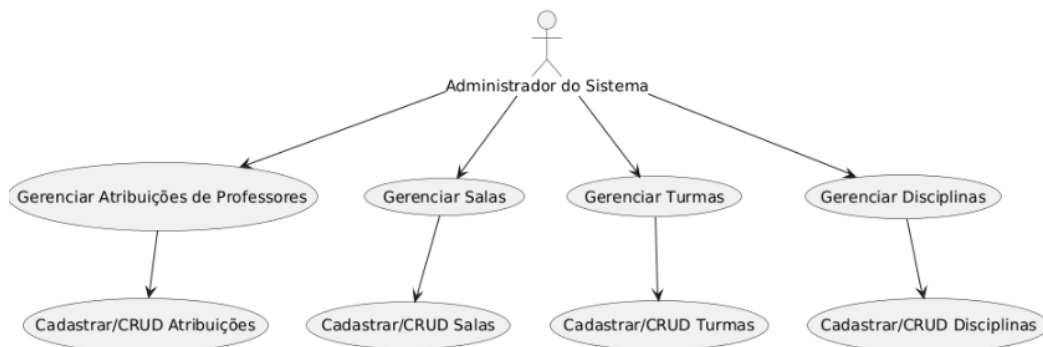 Administrador do Sistema
Gerenciar Atribuições de Professores
Gerenciar Salas
Gerenciar Turmas
Gerenciar Disciplinas
Cadastrar/CRUD Atribuições
Cadastrar/CRUD Salas
Cadastrar/CRUD Turmas
Cadastrar/CRUD Disciplinas